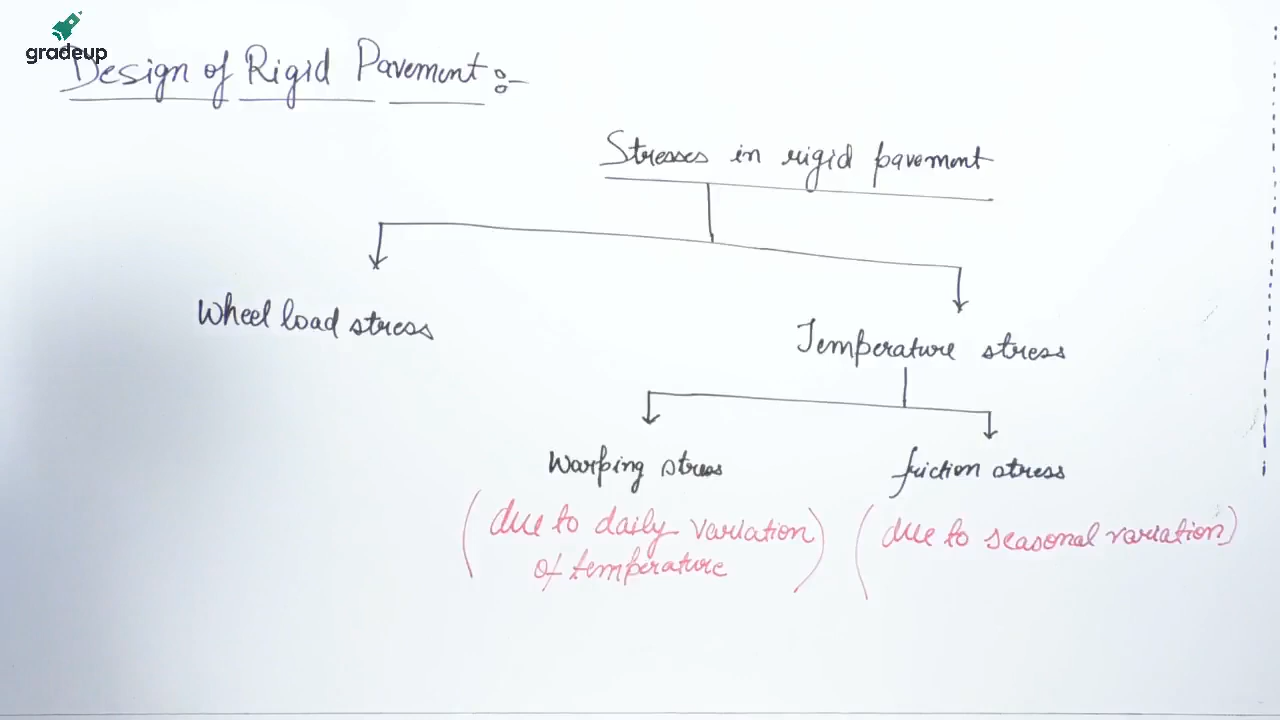 gradeup
Design of Rigid Pavement :-
Stresses in rigid pavement
Wheel load stress
Temperature stress
Warping stress
friction stress
(due to daily variation
of temperature)
(due to seasonal variation)